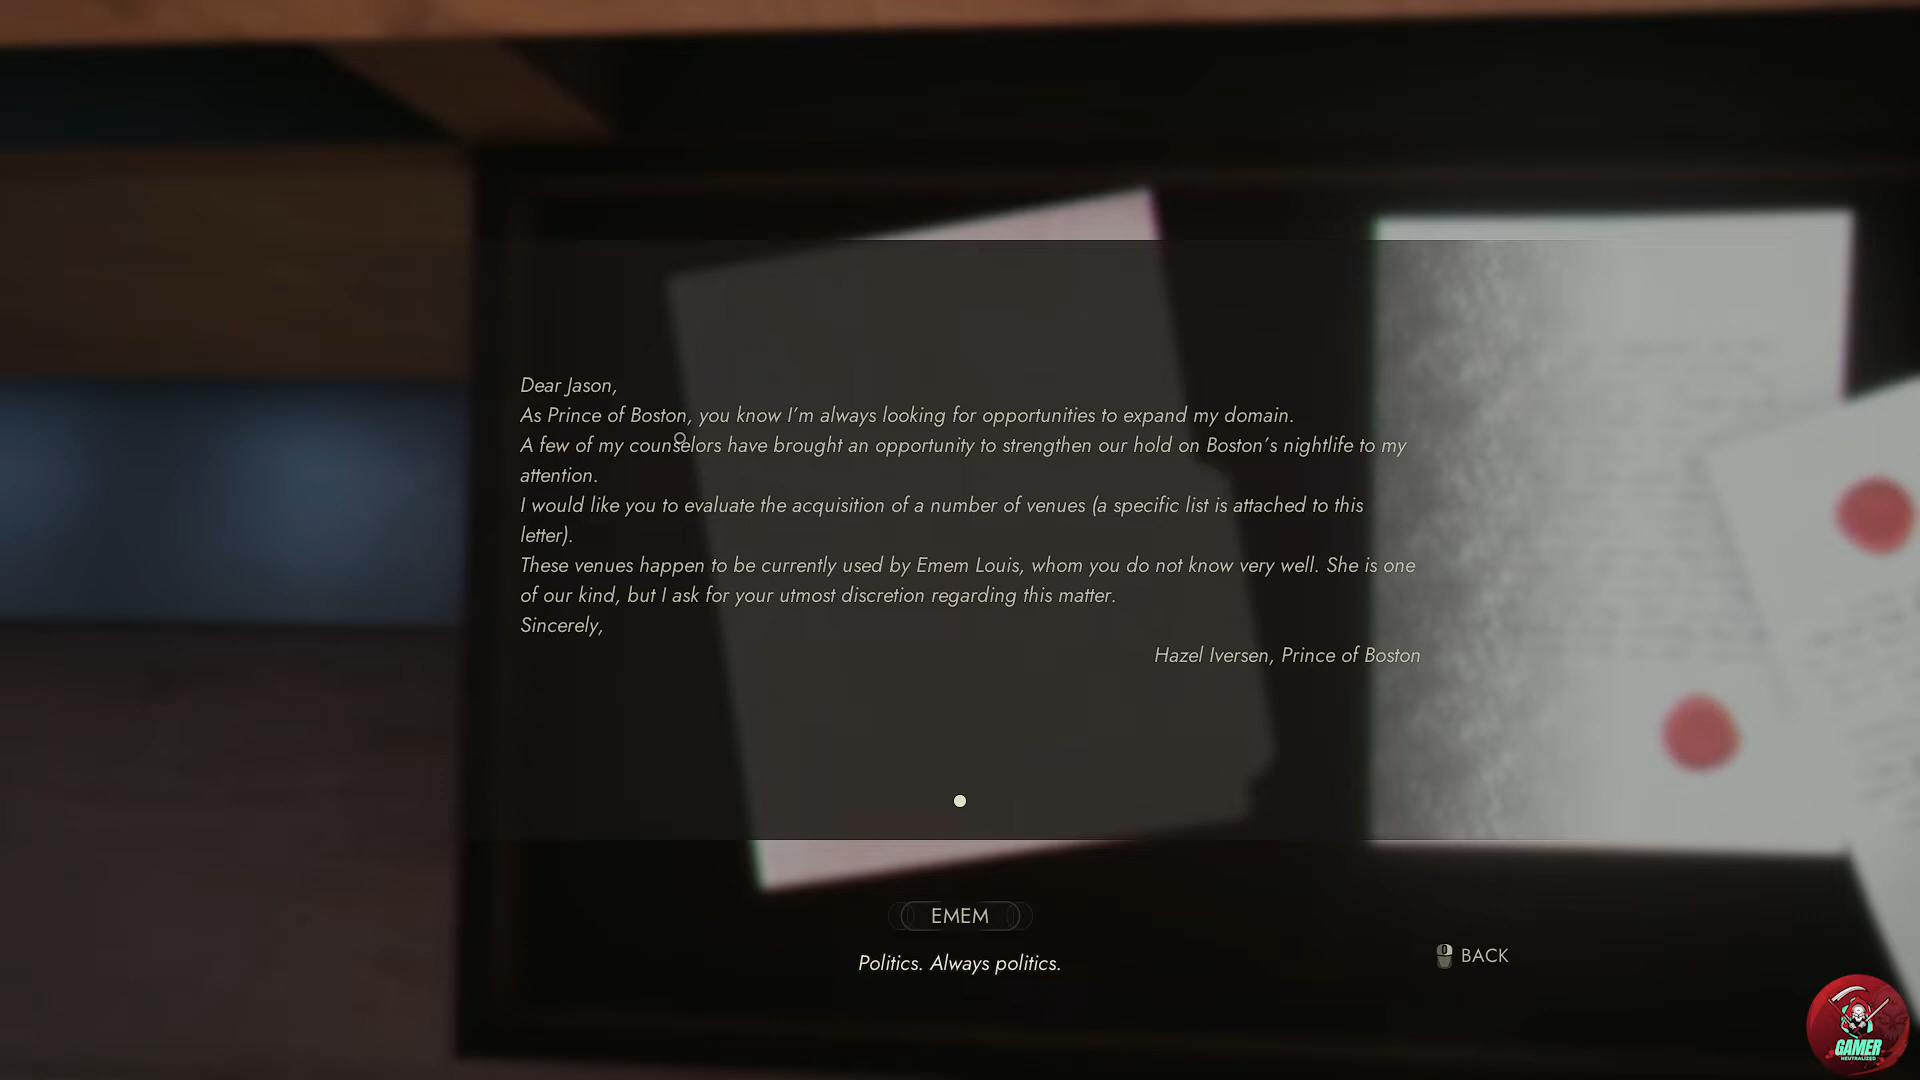 Dear Jason,
As Prince of Boston, you know I’m always looking for opportunities to expand my domain.
A few of my counselors have brought an opportunity to strengthen our hold on Boston’s nightlife to my
attention.
I would like you to evaluate the acquisition of a number of venues (a specific list is attached to this
letter).
These venues happen to be currently used by Emem Louis, whom you do not know very well. She is one
of our kind, but I ask for your utmost discretion regarding this matter.
Sincerely,
Hazel Iversen, Prince of Boston
EMEM
Politics. Always politics.
BACK
GAMER
NEUTRALIZED